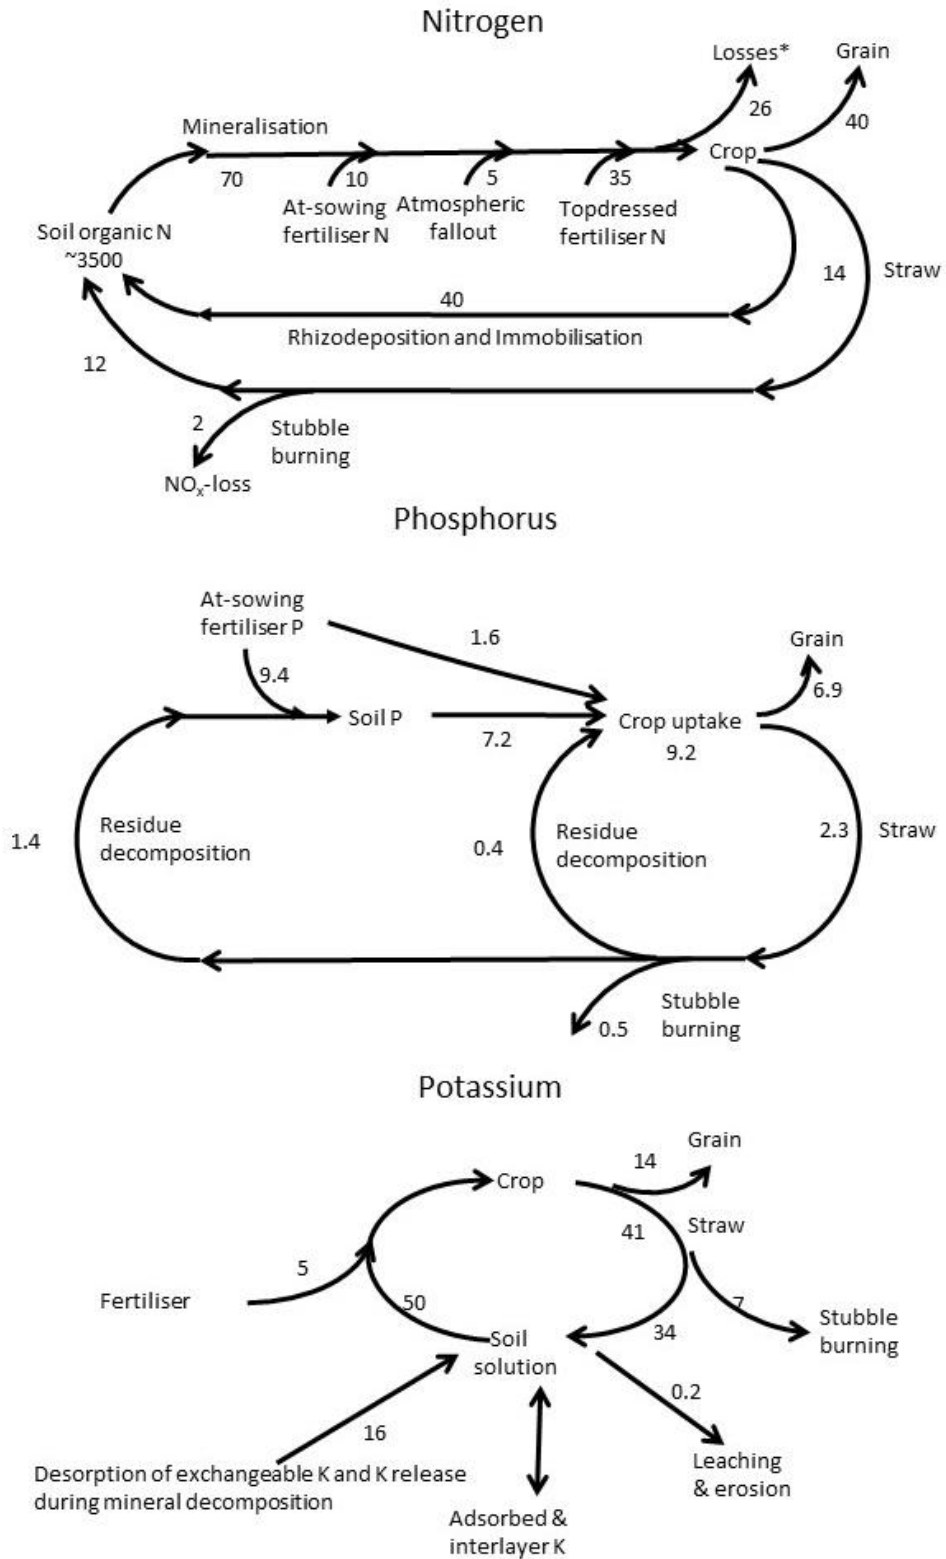 Nitrogen
Losses*
Grain
26
40
Mineralisation
Crop
70
10
5
35
At-sowing
fertiliser N
Atmospheric
fallout
Topdressed
fertiliser N
Soil organic N
~3500
14
Straw
40
Rhizodeposition and Immobilisation
12
2
Stubble
burning
NOx-loss
Phosphorus
At-sowing
fertiliser P
1.6
Grain
9.4
6.9
Soil P
7.2
Crop uptake
9.2
1.4
Residue
decomposition
0.4
Residue
decomposition
2.3
Straw
Stubble
burning
0.5
Potassium
Grain
14
Crop
41
Straw
5
Fertiliser
50
7
Stubble
burning
34
Soil
solution
0.2
16
Leaching
& erosion
Desorption of exchangeable K and K release
during mineral decomposition
Adsorbed &
interlayer K